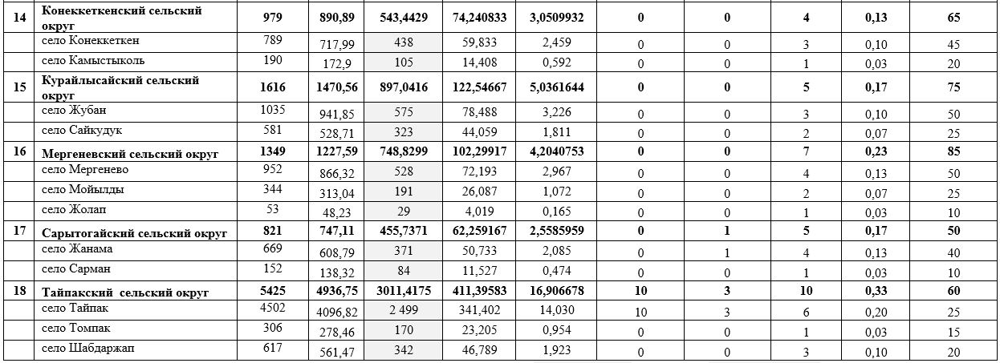 14 Конеккеткенский сельский округ 979 890,89 543,4429 74,240833 3,0509932 0 0 4 0,13 65
село Конеккеткен 789 717,99 438 59,833 2,459 0 0 3 0,10 45
село Камыстыколь 190 172,9 105 14,408 0,592 0 0 1 0,03 20
15 Курайлысайский сельский округ 1616 1470,56 897,0416 122,54667 5,0361644 0 0 5 0,17 75
село Жубан 1035 941,85 575 78,488 3,226 0 0 3 0,10 50
село Сайкудук 581 528,71 323 44,059 1,811 0 0 2 0,07 25
16 Мергеневский сельский округ 1349 1227,59 748,8299 102,29917 4,2040753 0 0 7 0,23 85
село Мергенево 952 866,32 528 72,193 2,967 0 0 4 0,13 50
село Мойылды 344 313,04 191 26,087 1,072 0 0 2 0,07 25
село Жолап 53 48,23 29 4,019 0,165 0 0 1 0,03 10
17 Сарытогайский сельский округ 821 747,11 455,7371 62,259167 2,5585959 0 1 5 0,17 50
село Жанама 669 608,79 371 50,733 2,085 0 1 4 0,13 40
село Сарман 152 138,32 84 11,527 0,474 0 0 1 0,03 10
18 Тайпакский сельский округ 5425 4936,75 3011,4175 411,39583 16,906678 10 3 10 0,33 60
село Тайпак 4502 4096,82 2 499 341,402 14,030 10 3 6 0,20 25
село Томпак 306 278,46 170 23,205 0,954 0 0 1 0,03 15
село Шабдаржап 617 561,47 342 46,789 1,923 0 0 3 0,10 20